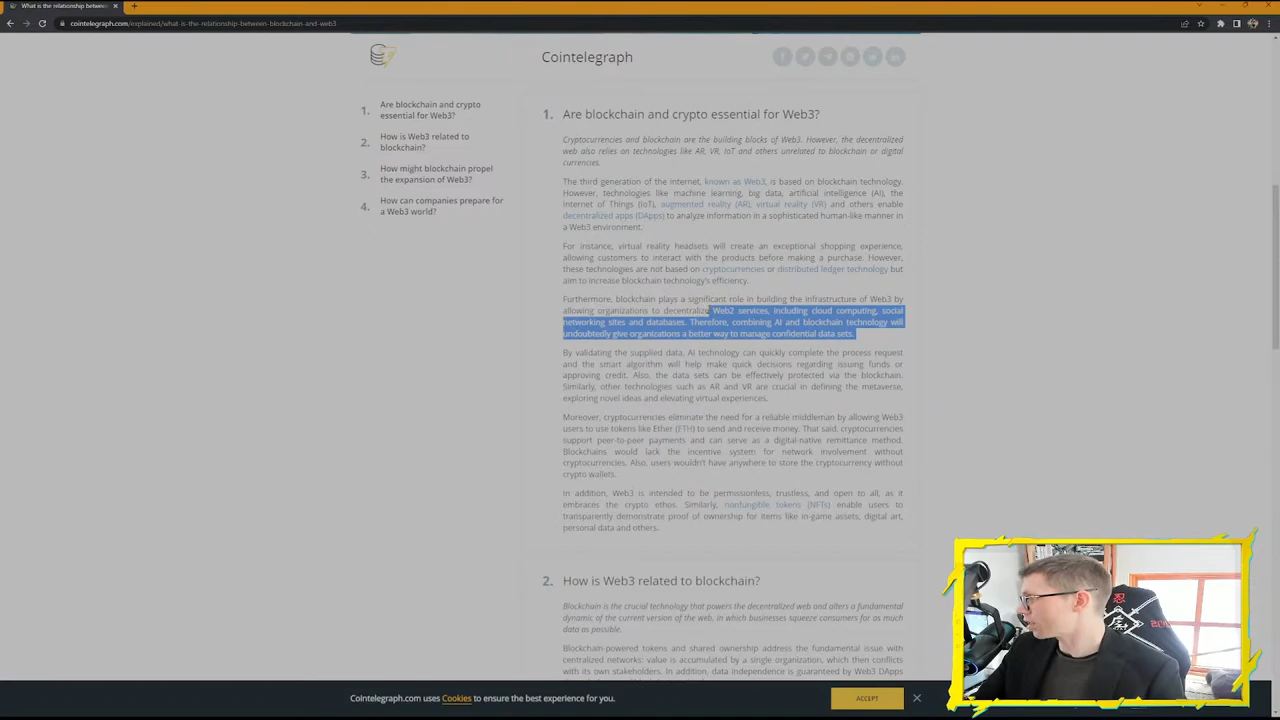 What is the relationship betwee
cointelegraph.com/explained/what-is-the-relationship-between-blockchain-and-web3
Cointelegraph
1. Are blockchain and crypto
essential for Web3?
2. How is Web3 related to
blockchain?
3. How might blockchain propel
the expansion of Web3?
4. How can companies prepare for
a Web3 world?
1. Are blockchain and crypto essential for Web3?
Cryptocurrencies and blockchain are the building blocks of Web3. However, the decentralized
web also relies on technologies like AR, VR, IoT and others unrelated to blockchain or digital
currencies.
The third generation of the internet, known as Web3, is based on blockchain technology.
However, technologies like machine learning, big data, artificial intelligence (AI), the
Internet of Things (IoT), augmented reality (AR), virtual reality (VR) and others enable
decentralized apps (DApps) to analyze information in a sophisticated human-like manner in
a Web3 environment.
For instance, virtual reality headsets will create an exceptional shopping experience,
allowing customers to interact with the products before making a purchase. However,
these technologies are not based on cryptocurrencies or distributed ledger technology but
aim to increase blockchain technology's efficiency.
Furthermore, blockchain plays a significant role in building the infrastructure of Web3 by
allowing organizations to decentralize Web2 services, including cloud computing, social
networking sites and databases. Therefore, combining AI and blockchain technology will
undoubtedly give organizations a better way to manage confidential data sets.
By validating the supplied data, AI technology can quickly complete the process request
and the smart algorithm will help make quick decisions regarding issuing funds or
approving credit. Also, the data sets can be effectively protected via the blockchain.
Similarly, other technologies such as AR and VR are crucial in defining the metaverse,
exploring novel ideas and elevating virtual experiences.
Moreover, cryptocurrencies eliminate the need for a reliable middleman by allowing Web3
users to use tokens like Ether (ETH) to send and receive money. That said, cryptocurrencies
support peer-to-peer payments and can serve as a digital-native remittance method.
Blockchains would lack the incentive system for network involvement without
cryptocurrencies. Also, users wouldn't have anywhere to store the cryptocurrency without
crypto wallets.
In addition, Web3 is intended to be permissionless, trustless, and open to all, as it
embraces the crypto ethos. Similarly, nonfungible tokens (NFTs) enable users to
transparently demonstrate proof of ownership for items like in-game assets, digital art,
personal data and others.
2. How is Web3 related to blockchain?
Blockchain is the crucial technology that powers the decentralized web and alters a fundamental
dynamic of the current version of the web, in which businesses squeeze consumers for as much
data as possible.
Blockchain-powered tokens and shared ownership address the fundamental issue with
centralized networks: value is accumulated by a single organization, which then conflicts
with its own stakeholders. In addition, data independence is guaranteed by Web3 DApps
Cointelegraph.com uses Cookies to ensure the best experience for you.
ACCEPT
忍